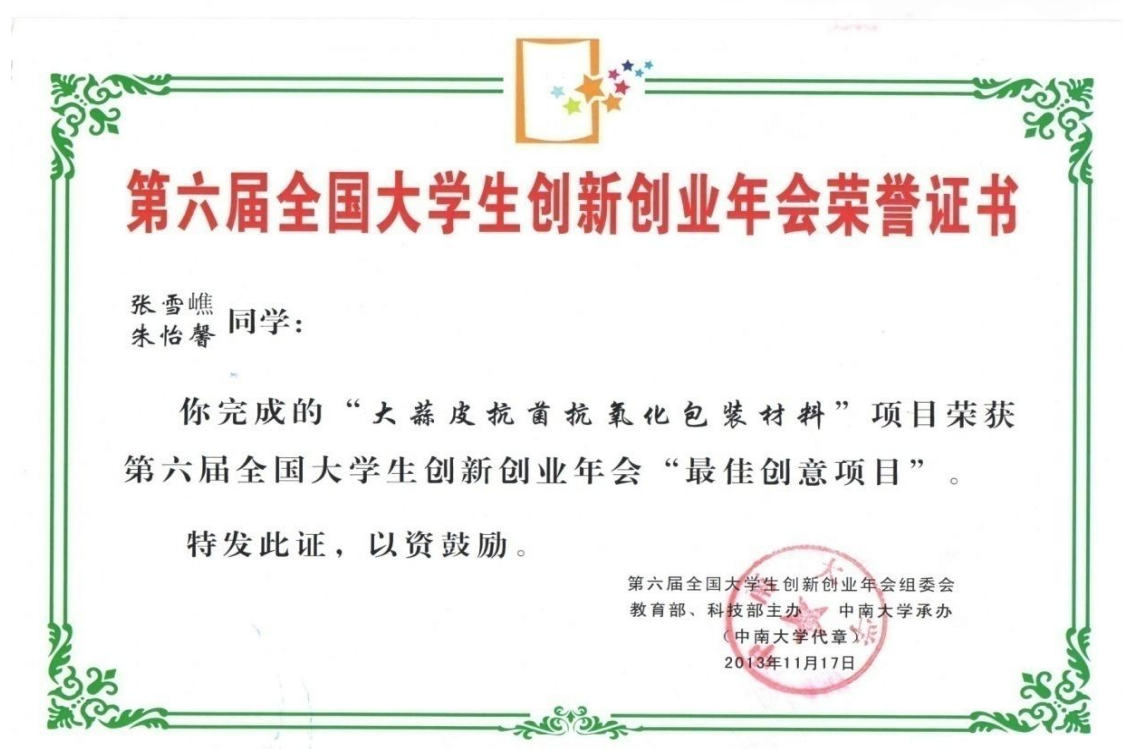 第六届全国大学生创新创业年会荣誉证书
张雪嶕
朱怡馨 同学：
你完成的“大蒜皮抗菌抗氧化包装材料”项目荣获
第六届全国大学生创新创业年会“最佳创意项目”。
特发此证，以资鼓励。
第六届全国大学生创新创业年会组委会
教育部、科技部主办 中南大学承办
（中南大学代章）
2013年11月17日
中南大学